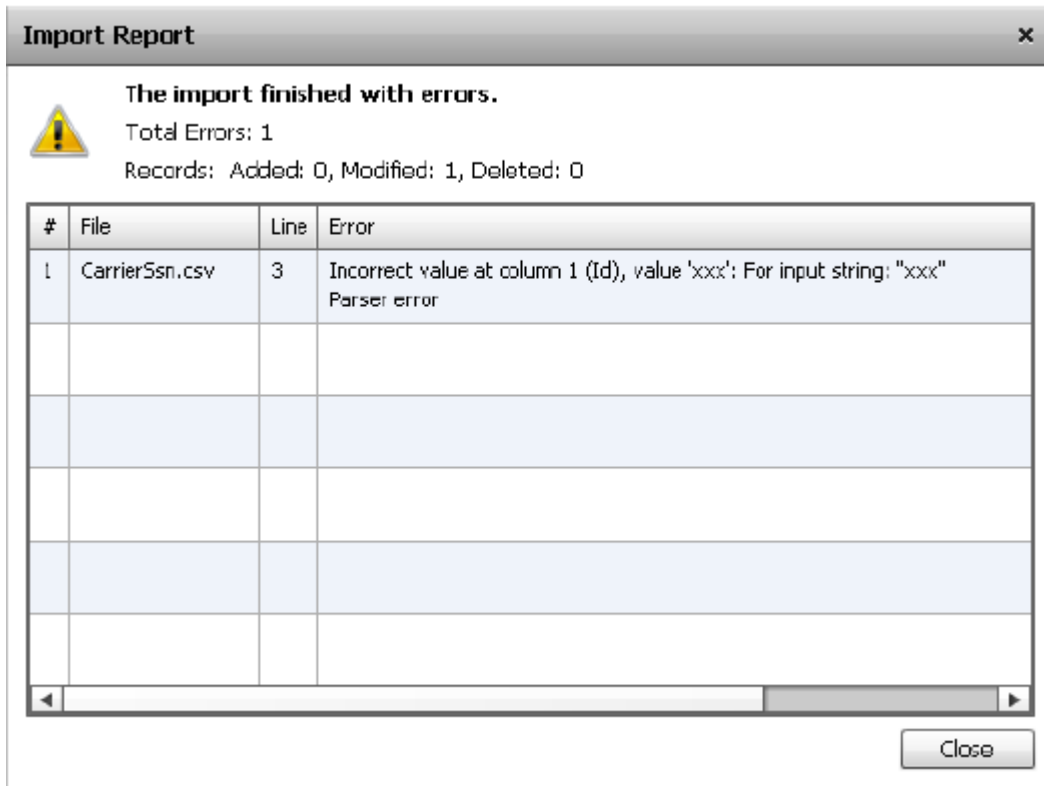 Import Report
The import finished with errors.
Total Errors: 1
Records: Added: 0, Modified: 1, Deleted: 0
# File Line Error
1 CarrierSsn.csv 3 Incorrect value at column 1 (Id), value 'xxx': For input string: "xxx"
Parser error
Close